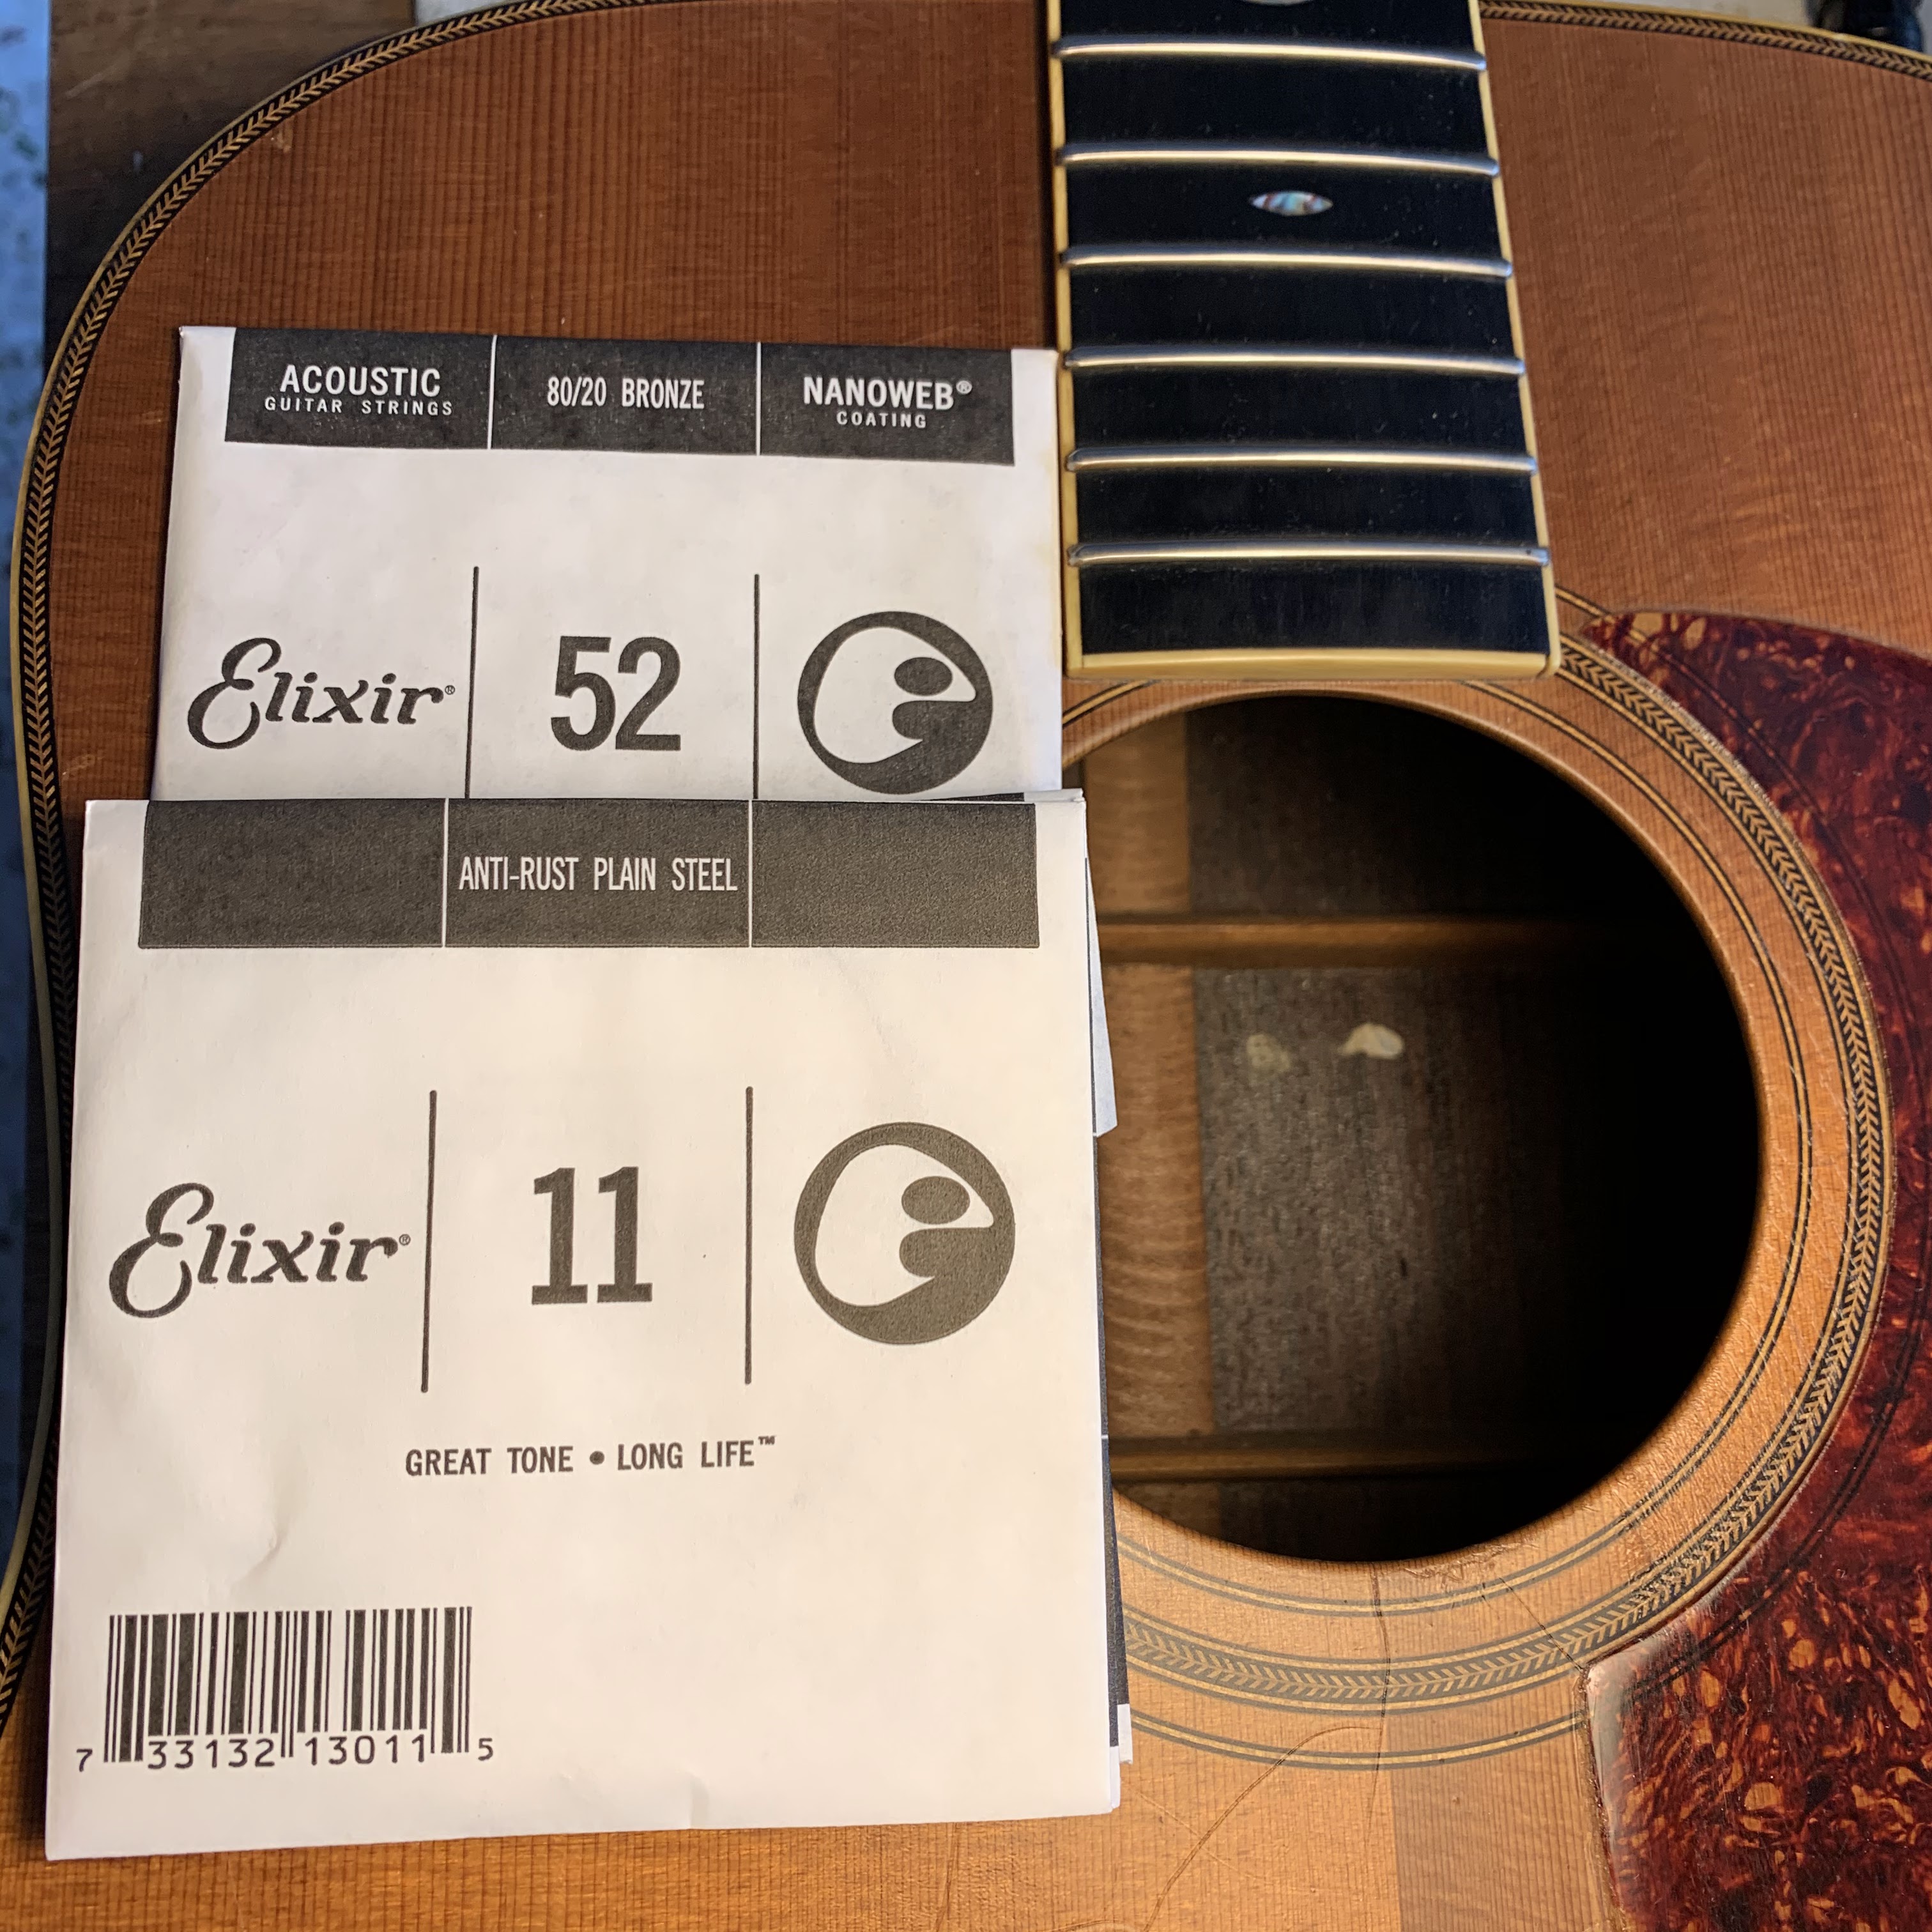 ACOUSTIC
GUITAR STRINGS
80/20 BRONZE
NANOWEB®
COATING
Elixir®
52
ANTI-RUST PLAIN STEEL
Elixir®
11
GREAT TONE • LONG LIFE™
7 33132 13011 5